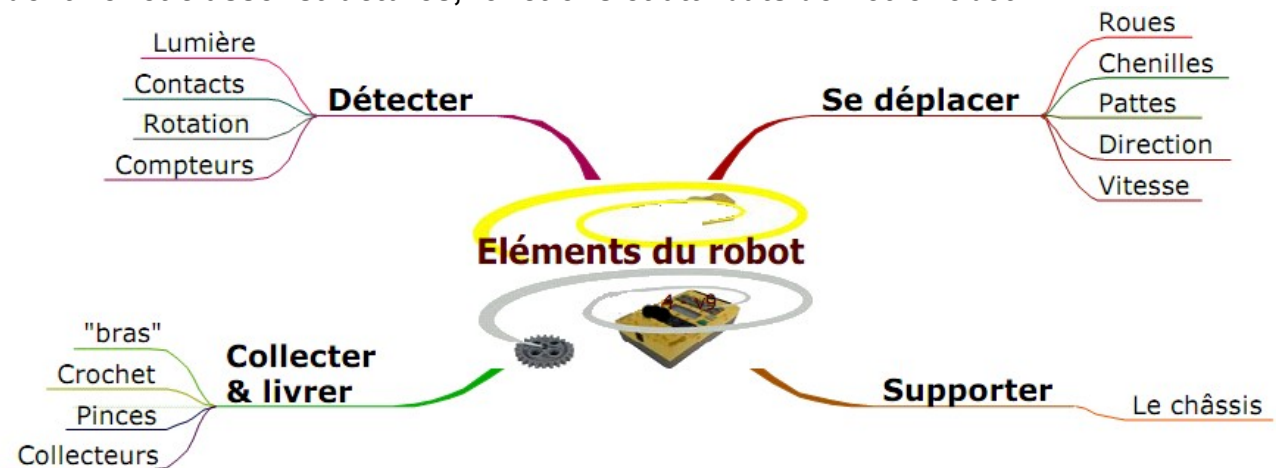 Lumière
Contacts
Rotation
Compteurs
Détecter
Se déplacer
Roues
Chenilles
Pattes
Direction
Vitesse
Eléments du robot
"bras"
Crochet
Pinces
Collecteurs
Collecter
& livrer
Supporter
Le châssis